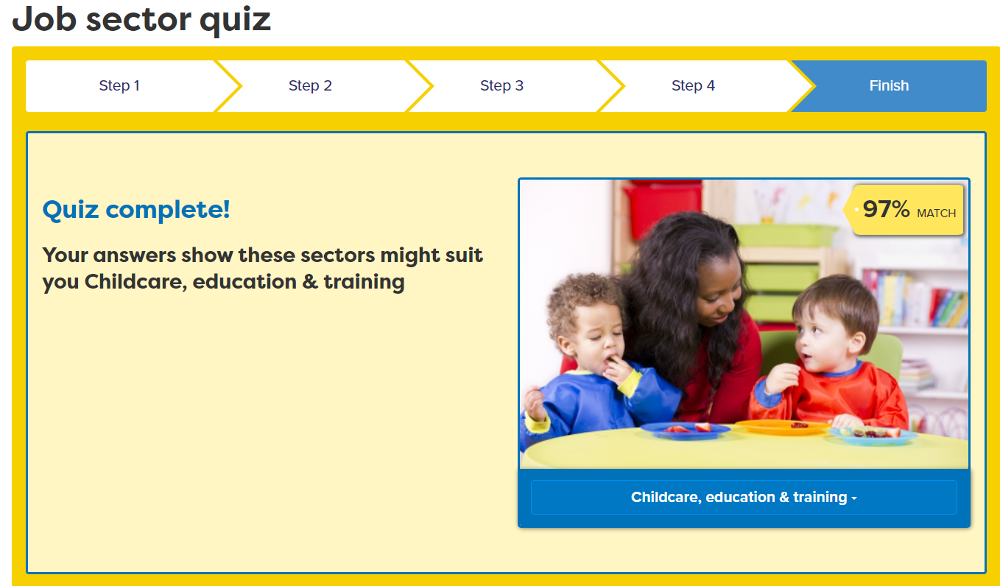 Job sector quiz
Step 1
Step 2
Step 3
Step 4
Finish
Quiz complete!
Your answers show these sectors might suit
you Childcare, education & training
97% MATCH
Childcare, education & training